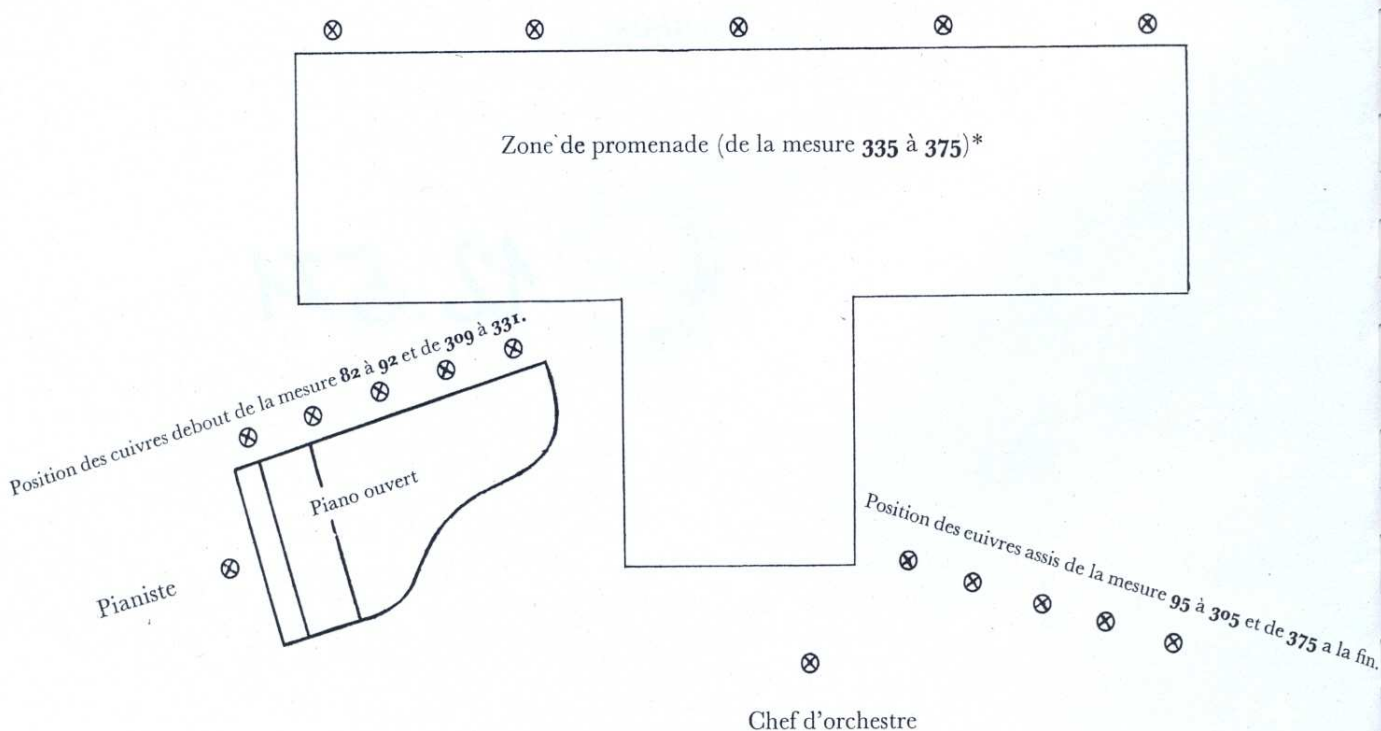 Zone de promenade (de la mesure 335 à 375)*
Position des cuivres debout de la mesure 82 à 92 et de 309 à 331.
Piano ouvert
Position des cuivres assis de la mesure 95 à 305 et de 375 a la fin.
Pianiste
Chef d'orchestre